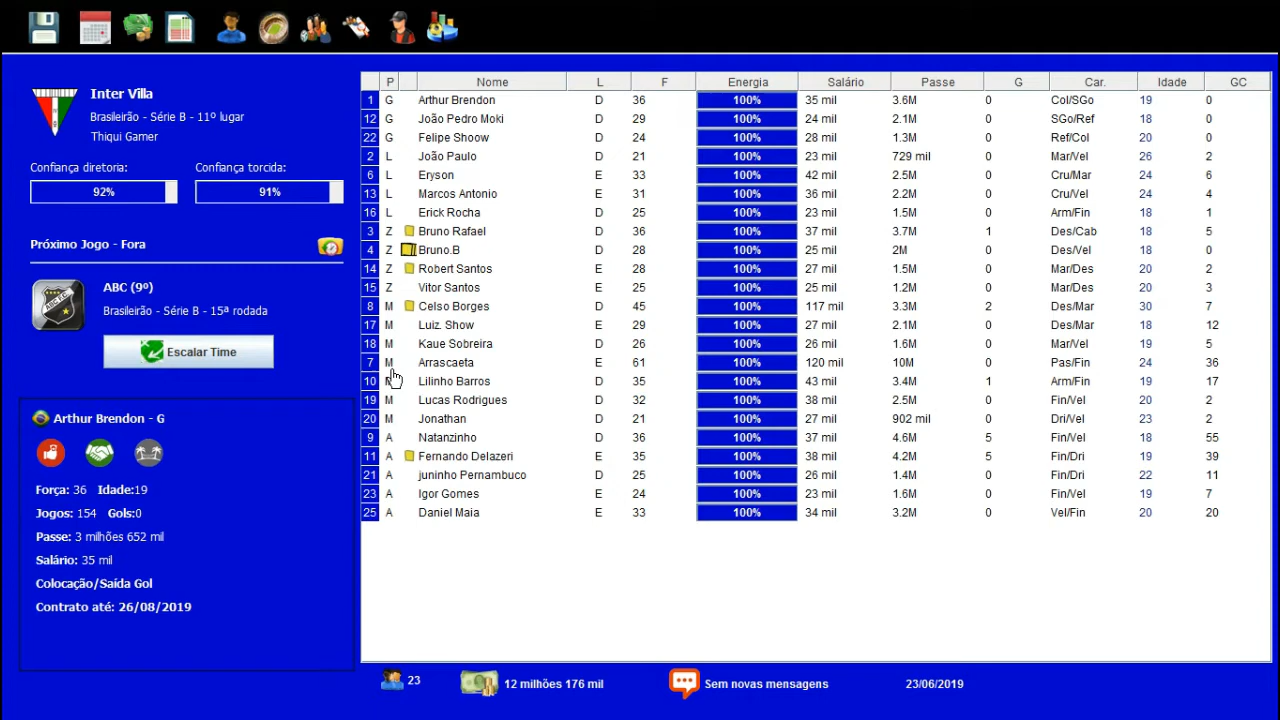 Inter Villa
Brasileirão - Série B - 11º lugar
Thiqui Gamer
Confiança diretoria: Confiança torcida:
92% 91%
Próximo Jogo - Fora
ABC (9º)
Brasileirão - Série B - 15ª rodada
Escalar Time
Arthur Brendon - G
Força: 36 Idade:19
Jogos: 154 Gols:0
Passe: 3 milhões 652 mil
Salário: 35 mil
Colocação/Saída Gol
Contrato até: 26/08/2019
P Nome L F Energia Salário Passe G Car. Idade GC
1 G Arthur Brendon D 36 100% 35 mil 3.6M 0 Col/SGo 19 0
12 G João Pedro Moki D 29 100% 24 mil 2.1M 0 SGo/Ref 18 0
22 G Felipe Shoow D 24 100% 28 mil 1.3M 0 Ref/Col 20 0
2 L João Paulo D 21 100% 23 mil 729 mil 0 Mar/Vel 26 2
6 L Eryson E 33 100% 42 mil 2.5M 0 Cru/Mar 24 6
13 L Marcos Antonio E 31 100% 36 mil 2.2M 0 Cru/Vel 24 4
16 L Erick Rocha D 25 100% 23 mil 1.5M 0 Arm/Fin 18 1
3 Z Bruno Rafael D 36 100% 37 mil 3.7M 1 Des/Cab 18 5
4 Z Bruno.B D 28 100% 25 mil 2M 0 Des/Vel 18 0
14 Z Robert Santos E 28 100% 27 mil 1.5M 0 Mar/Des 20 2
15 Z Vitor Santos E 25 100% 25 mil 1.2M 0 Mar/Des 20 3
8 M Celso Borges D 45 100% 117 mil 3.3M 2 Des/Mar 30 7
17 M Luiz. Show E 29 100% 27 mil 2.1M 0 Des/Mar 18 12
18 M Kaue Sobreira D 26 100% 26 mil 1.6M 0 Mar/Vel 19 5
7 M Arrascaeta E 61 100% 120 mil 10M 0 Pas/Fin 24 36
10 Lilinho Barros D 35 100% 43 mil 3.4M 1 Arm/Fin 19 17
19 M Lucas Rodrigues D 32 100% 38 mil 2.5M 0 Fin/Vel 20 2
20 M Jonathan D 21 100% 27 mil 902 mil 0 Dri/Vel 23 2
9 A Natanzinho D 36 100% 37 mil 4.6M 5 Fin/Vel 18 55
11 A Fernando Delazeri E 35 100% 38 mil 4.2M 5 Fin/Dri 19 39
21 A juninho Pernambuco D 25 100% 26 mil 1.4M 0 Fin/Dri 22 11
23 A Igor Gomes E 24 100% 23 mil 1.6M 0 Fin/Vel 19 7
25 A Daniel Maia E 33 100% 34 mil 3.2M 0 Vel/Fin 20 20
23 12 milhões 176 mil Sem novas mensagens 23/06/2019